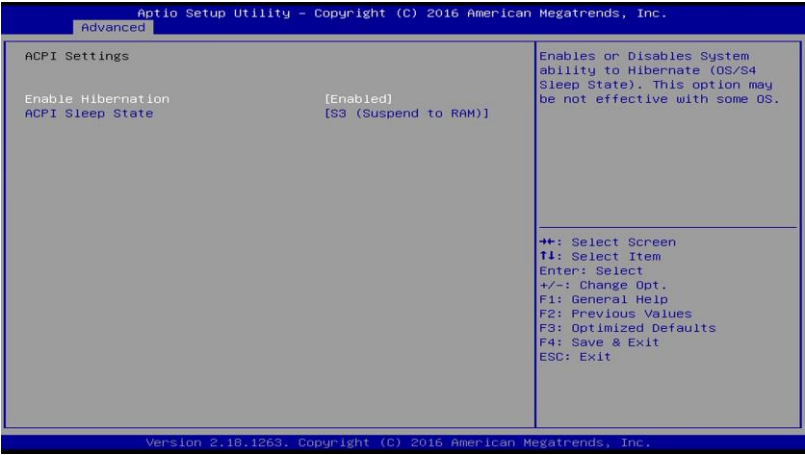 Aptio Setup Utility – Copyright (C) 2016 American Megatrends, Inc.
Advanced
ACPI Settings
Enable Hibernation [Enabled]
ACPI Sleep State [S3 (Suspend to RAM)]
Enables or Disables System
ability to Hibernate (OS/S4
Sleep State). This option may
be not effective with some OS.
→←: Select Screen
↑↓: Select Item
Enter: Select
+/-: Change Opt.
F1: General Help
F2: Previous Values
F3: Optimized Defaults
F4: Save & Exit
ESC: Exit
Version 2.18.1263. Copyright (C) 2016 American Megatrends, Inc.